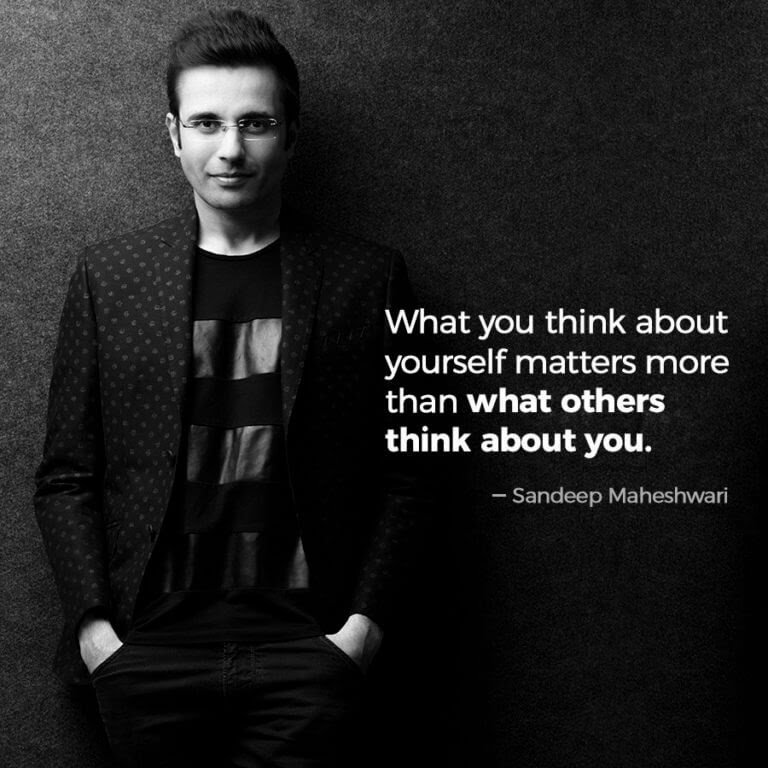 What you think about
yourself matters more
than what others
think about you.
— Sandeep Maheshwari